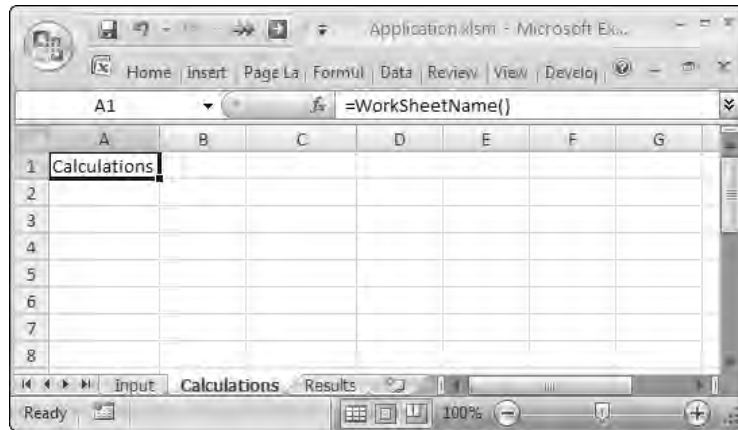 Application.xlsm - Microsoft Ex...
Home Insert Page La Formul Data Review View Develo
A1 fx =WorkSheetName()
A B C D E F G
1 Calculations
2
3
4
5
6
7
8
Input Calculations Results
Ready 100%